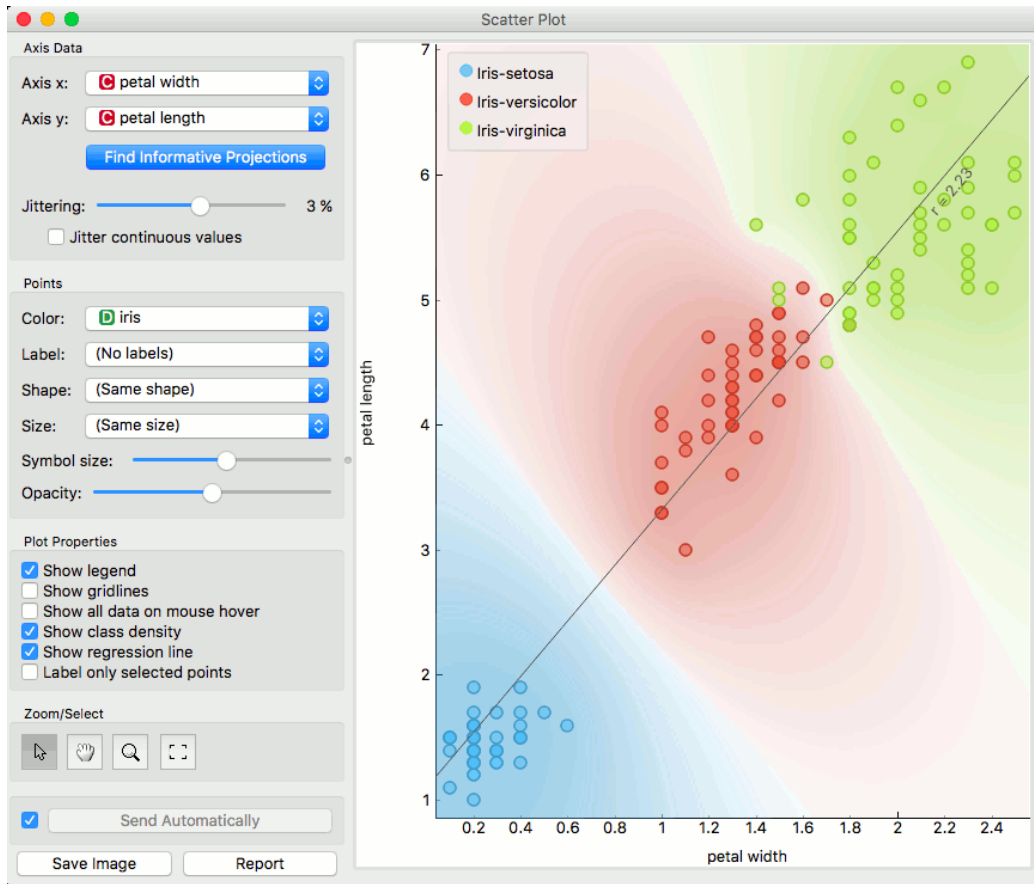 Scatter Plot
Axis Data
Axis x: C petal width
Axis y: C petal length
Find Informative Projections
Jittering: 3 %
Jitter continuous values
Points
Color: D iris
Label: (No labels)
Shape: (Same shape)
Size: (Same size)
Symbol size:
Opacity:
Plot Properties
Show legend
Show gridlines
Show all data on mouse hover
Show class density
Show regression line
Label only selected points
Zoom/Select
Send Automatically
Save Image Report
Iris-setosa
Iris-versicolor
Iris-virginica
r = 2.23
petal length
7
6
5
4
3
2
1
0.2 0.4 0.6 0.8 1 1.2 1.4 1.6 1.8 2 2.2 2.4
petal width